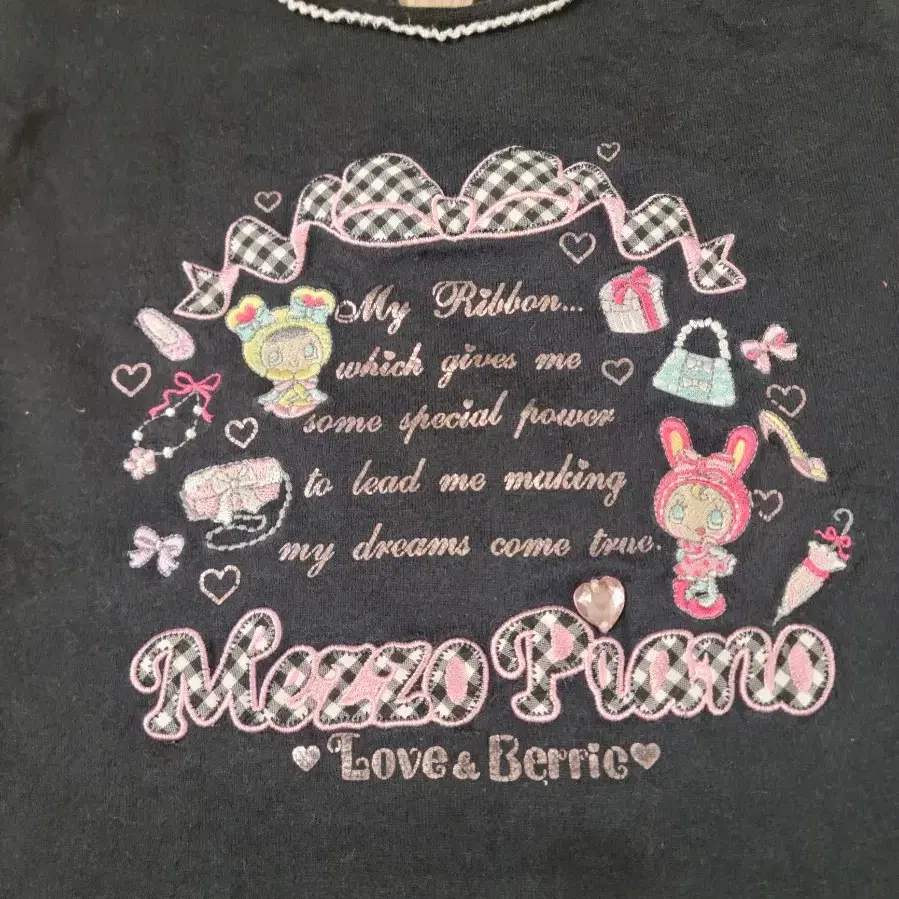 My Ribbon...
which gives me
some special power
to lead me making
my dreams come true.
Mezzo Piano
Love & Berrie